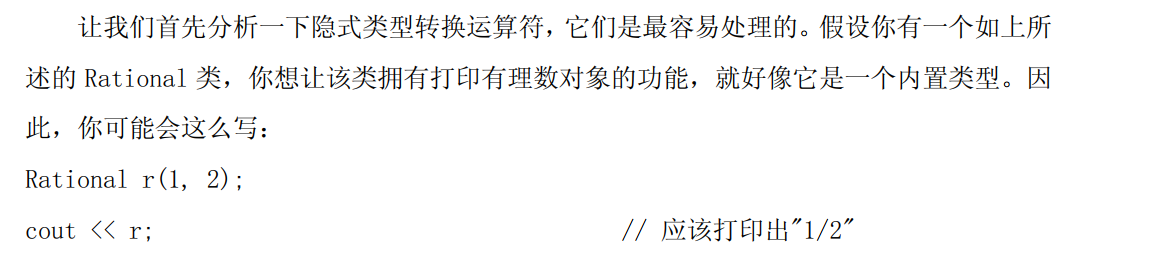 让我们首先分析一下隐式类型转换运算符，它们是最容易处理的。假设你有一个如上所
述的 Rational 类，你想让该类拥有打印有理数对象的功能，就好像它是一个内置类型。因
此，你可能会这么写：
Rational r(1, 2);
cout << r; // 应该打印出"1/2"